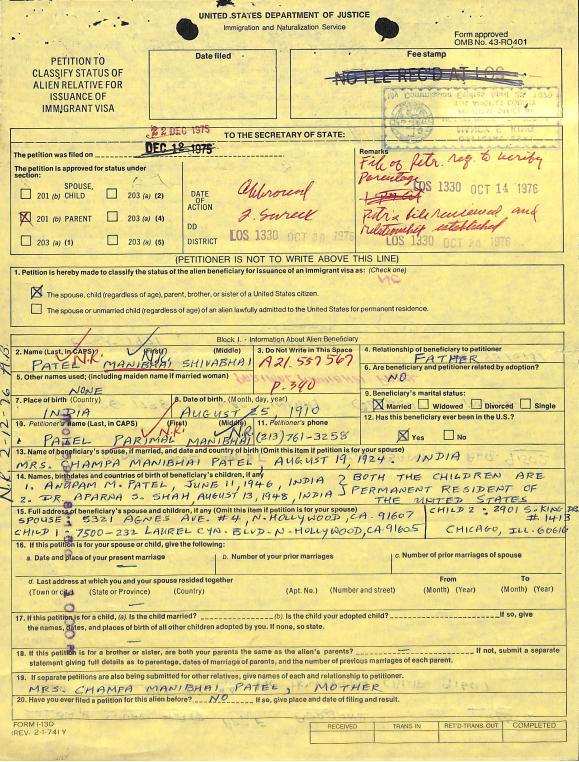 UNITED STATES DEPARTMENT OF JUSTICE
Immigration and Naturalization Service
Form approved
OMB No. 43-RO401
PETITION TO
CLASSIFY STATUS OF
ALIEN RELATIVE FOR
ISSUANCE OF
IMMIGRANT VISA
Date filed
Fee stamp
NO FEE REC'D AT LOS
22 DEC 1975
TO THE SECRETARY OF STATE:
The petition was filed on DEC 12 1975
The petition is approved for status under section:
201 (b) SPOUSE, CHILD
203 (a) (2)
X 201 (b) PARENT
203 (a) (4)
203 (a) (1)
203 (a) (5)
DATE
OF
ACTION
DD
DISTRICT
Approved
LOS 1330 OCT 20 1976
Remarks
File of Petr. req. to verify
Parentage
LOS 1330 OCT 14 1976
Petr's file reviewed and
relationship established
LOS 1330 OCT 20 1976
(PETITIONER IS NOT TO WRITE ABOVE THIS LINE)
1. Petition is hereby made to classify the status of the alien beneficiary for issuance of an immigrant visa as: (Check one)
X The spouse, child (regardless of age), parent, brother, or sister of a United States citizen.
The spouse or unmarried child (regardless of age) of an alien lawfully admitted to the United States for permanent residence.
Block I. - Information About Alien Beneficiary
2. Name (Last, in CAPS) (First) (Middle)
N.R.
PATEL MANIBHAI SHIVABHAI
3. Do Not Write in This Space
A21 537 567
P-390
4. Relationship of beneficiary to petitioner
FATHER
5. Other names used; (including maiden name if married woman)
NONE
6. Are beneficiary and petitioner related by adoption?
NO
7. Place of birth (Country)
INDIA
8. Date of birth. (Month, day, year)
AUGUST 25, 1910
9. Beneficiary's marital status:
X Married Widowed Divorced Single
10. Petitioner's Name (Last, in CAPS) (First) (Middle)
N.R.
PATEL PARIMAL MANIBHAI
11. Petitioner's phone
(213) 761-3258
12. Has this beneficiary ever been in the U.S.?
X Yes No
13. Name of beneficiary's spouse, if married, and date and country of birth (Omit this item if petition is for your spouse)
MRS. CHAMPA MANIBHAI PATEL AUGUST 19, 1924. INDIA
14. Names, birthdates and country of birth of beneficiary's children, if any
1. ANUPAM M. PATEL, JUNE 11, 1946, INDIA
2. DR. APARNA S. SHAH, AUGUST 13, 1948, INDIA
BOTH THE CHILDREN ARE
PERMANENT RESIDENT OF
THE UNITED STATES
15. Full address of beneficiary's spouse and children, if any (Omit this item if petition is for your spouse)
SPOUSE: 5321 AGNES AVE. #4, N. HOLLYWOOD, CA. 91607
CHILD 1: 7500-232 LAUREL CYN. BLVD. N. HOLLYWOOD, CA 91605
CHILD 2: 2901 S. KING DR
#1413
CHICAGO, ILL. 60616
16. If this petition is for your spouse or child, give the following:
a. Date and place of your present marriage
b. Number of your prior marriages
c. Number of prior marriages of spouse
d. Last address at which you and your spouse resided together
From To
(Town or city) (State or Province) (Country) (Apt. No.) (Number and street) (Month) (Year) (Month) (Year)
17. If this petition is for a child, (a). Is the child married? (b). Is the child your adopted child? If so, give
the names, dates, and places of birth of all other children adopted by you. If none, so state.
18. If this petition is for a brother or sister, are both your parents the same as the alien's parents? If not, submit a separate
statement giving full details as to parentage, dates of marriage of parents, and the number of previous marriages of each parent.
19. If separate petitions are also being submitted for other relatives, give names of each and relationship to petitioner.
MRS. CHAMPA MANIBHAI PATEL, MOTHER
20. Have you ever filed a petition for this alien before? NO If so, give place and date of filing and result.
FORM I-130
(REV. 2-1-74) Y
RECEIVED
TRANS IN
RET'D-TRANS. OUT
COMPLETED